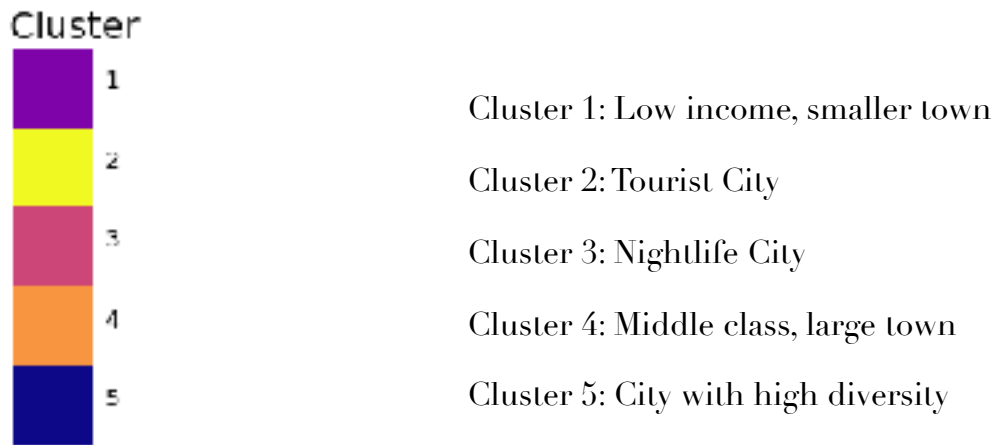 Cluster
1
2
3
4
5
Cluster 1: Low income, smaller town
Cluster 2: Tourist City
Cluster 3: Nightlife City
Cluster 4: Middle class, large town
Cluster 5: City with high diversity